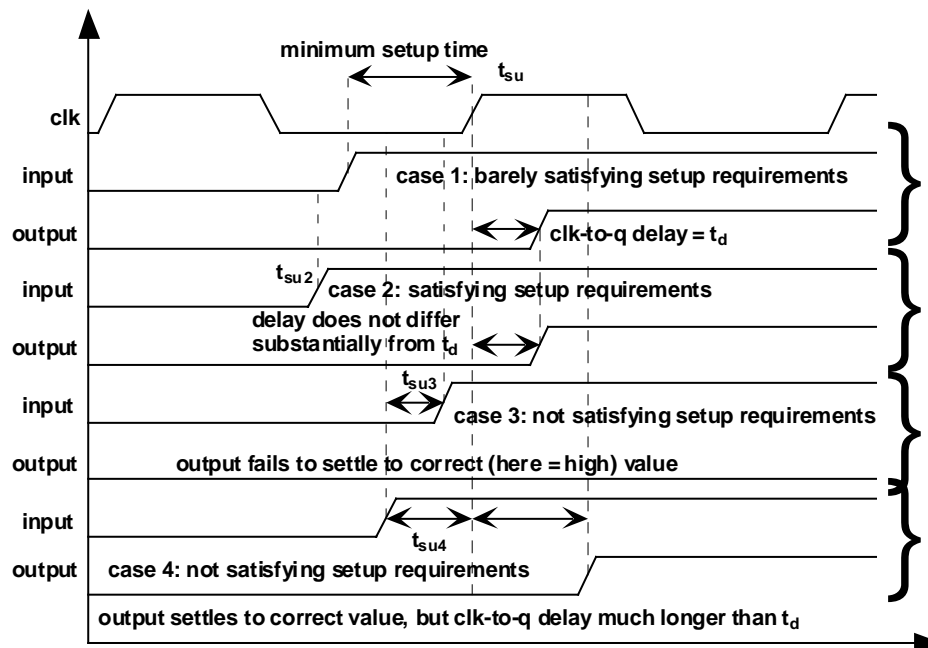 minimum setup time
tsu
clk
input
case 1: barely satisfying setup requirements
output
clk-to-q delay = td
tsu2
input
case 2: satisfying setup requirements
delay does not differ
substantially from td
output
tsu3
input
case 3: not satisfying setup requirements
output
output fails to settle to correct (here = high) value
input
tsu4
output
case 4: not satisfying setup requirements
output settles to correct value, but clk-to-q delay much longer than td